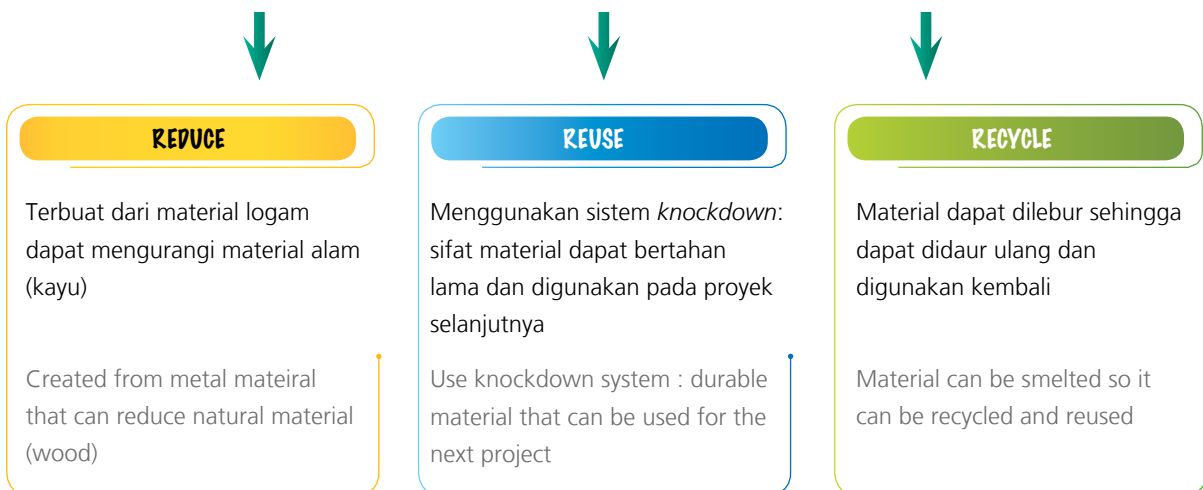 REDUCE
Terbuat dari material logam
dapat mengurangi material alam
(kayu)
Created from metal mateiral
that can reduce natural material
(wood)
REUSE
Menggunakan sistem knockdown:
sifat material dapat bertahan
lama dan digunakan pada proyek
selanjutnya
Use knockdown system : durable
material that can be used for the
next project
RECYCLE
Material dapat dilebur sehingga
dapat didaur ulang dan
digunakan kembali
Material can be smelted so it
can be recycled and reused